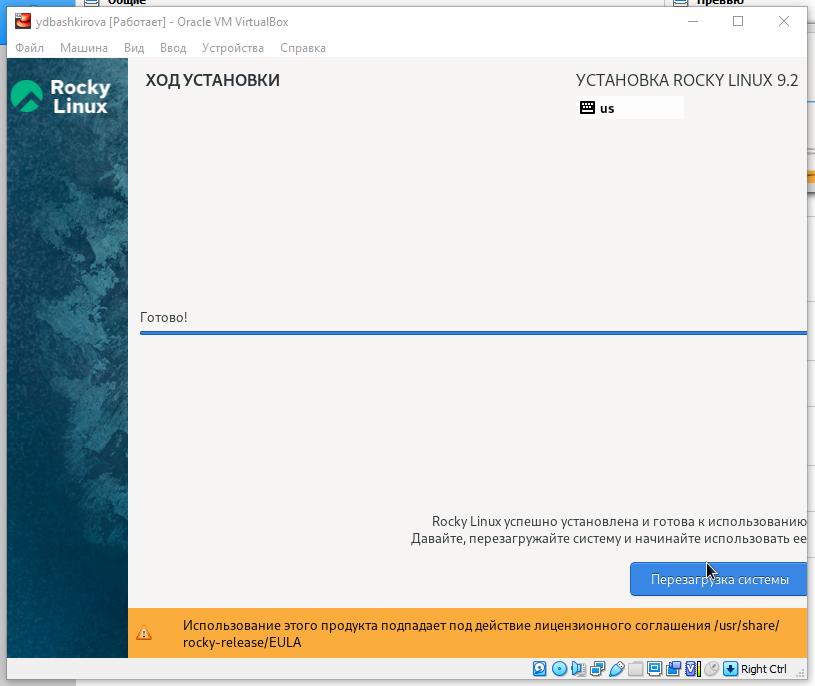 Общие
Превью
ydbashkirova [Работает] - Oracle VM VirtualBox
Файл Машина Вид Ввод Устройства Справка
Rocky
Linux
ХОД УСТАНОВКИ
УСТАНОВКА ROCKY LINUX 9.2
us
Готово!
Rocky Linux успешно установлена и готова к использованию
Давайте, перезагружайте систему и начинайте использовать ее
Перезагрузка системы
Использование этого продукта подпадает под действие лицензионного соглашения /usr/share/
rocky-release/EULA
Right Ctrl